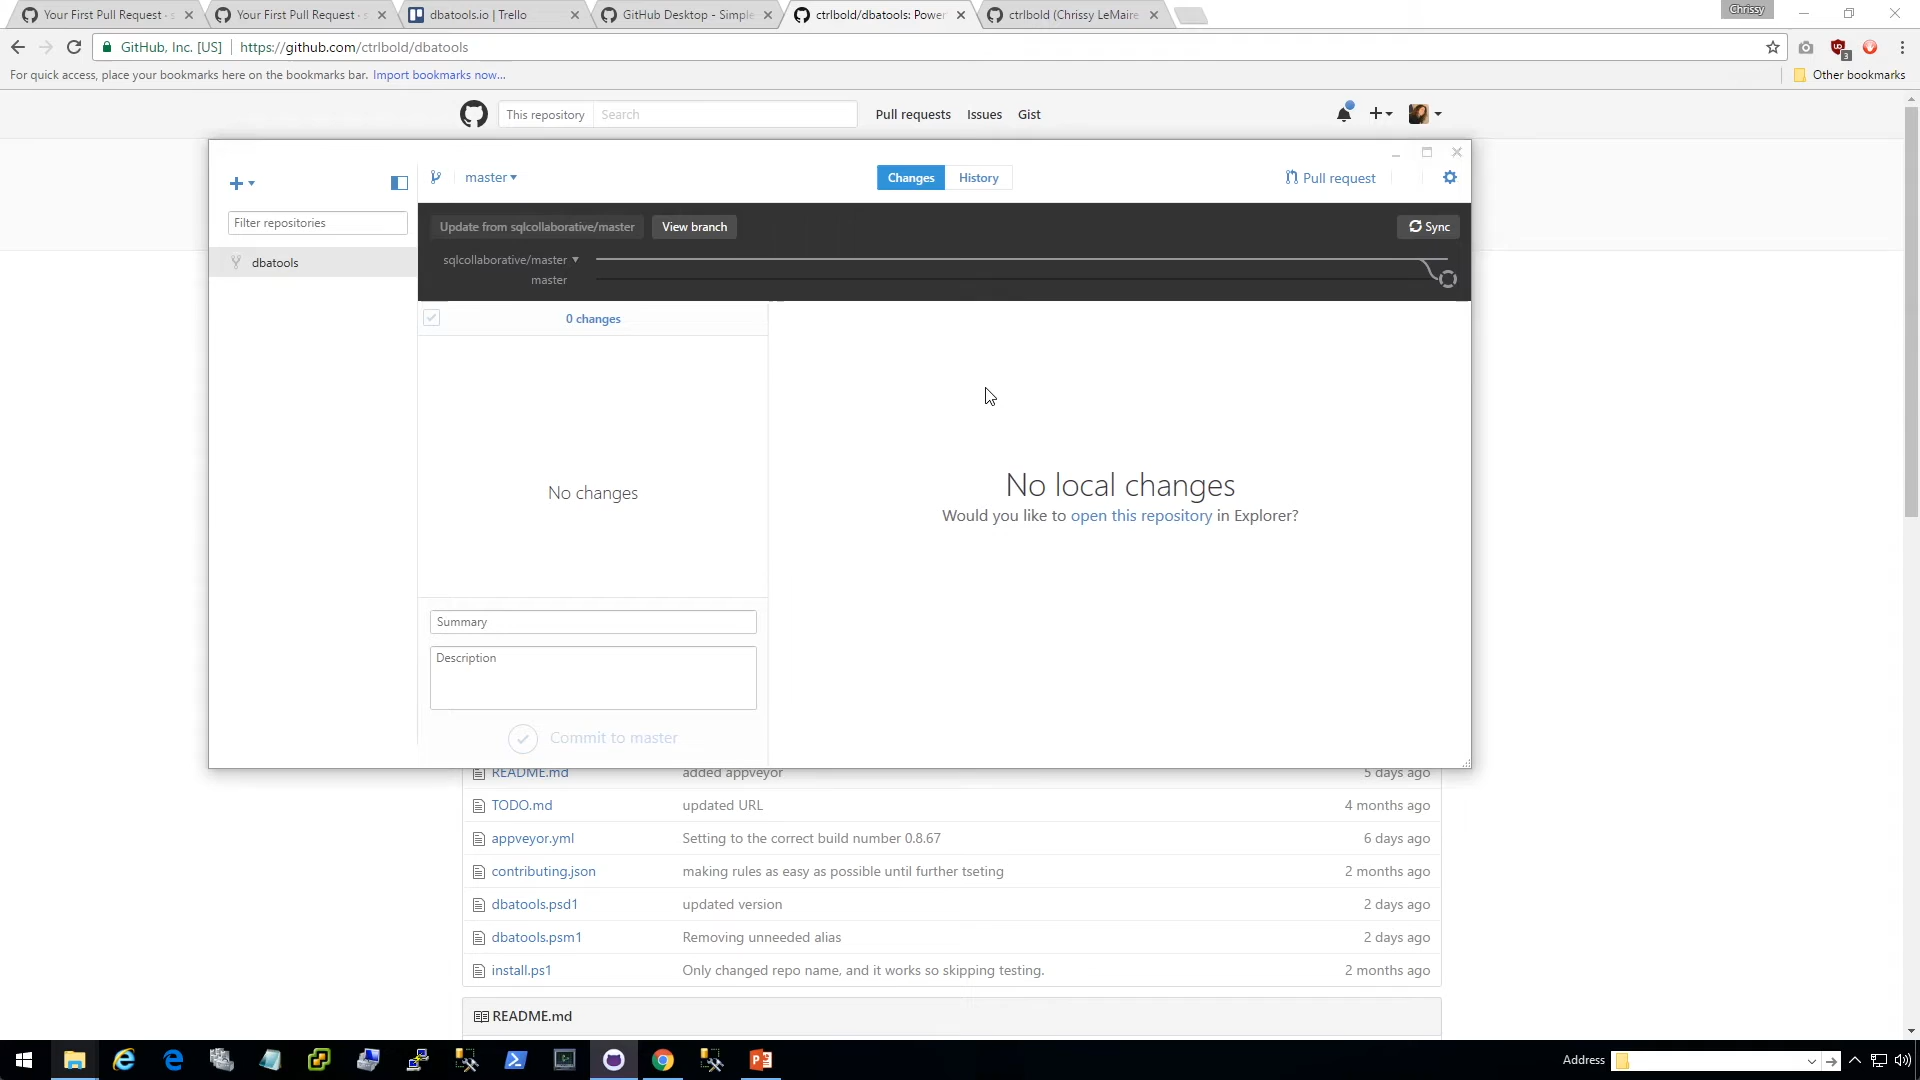 Your First Pull Request · s
Your First Pull Request · s
dbatools.io | Trello
GitHub Desktop - Simple
ctrlbold/dbatools: Power
ctrlbold (Chrissy LeMaire
Chrissy
GitHub, Inc. [US]
https://github.com/ctrlbold/dbatools
3
For quick access, place your bookmarks here on the bookmarks bar. Import bookmarks now...
Other bookmarks
This repository
Search
Pull requests
Issues
Gist
master
Changes
History
Pull request
Filter repositories
Update from sqlcollaborative/master
View branch
Sync
sqlcollaborative/master
dbatools
master
0 changes
No changes
No local changes
Would you like to open this repository in Explorer?
Summary
Description
Commit to master
README.md added appveyor 5 days ago
TODO.md updated URL 4 months ago
appveyor.yml Setting to the correct build number 0.8.67 6 days ago
contributing.json making rules as easy as possible until further tseting 2 months ago
dbatools.psd1 updated version 2 days ago
dbatools.psm1 Removing unneeded alias 2 days ago
install.ps1 Only changed repo name, and it works so skipping testing. 2 months ago
README.md
Address